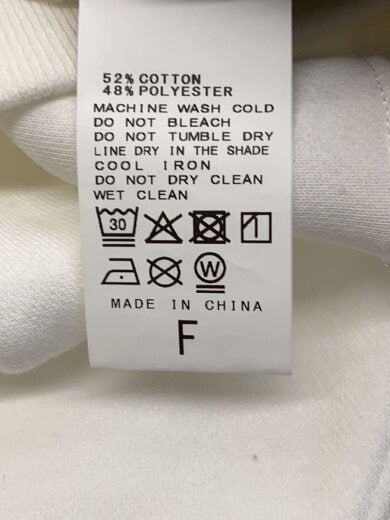 52% COTTON
48% POLYESTER
MACHINE WASH COLD
DO NOT BLEACH
DO NOT TUMBLE DRY
LINE DRY IN THE SHADE
COOL IRON
DO NOT DRY CLEAN
WET CLEAN
30
W
MADE IN CHINA
F